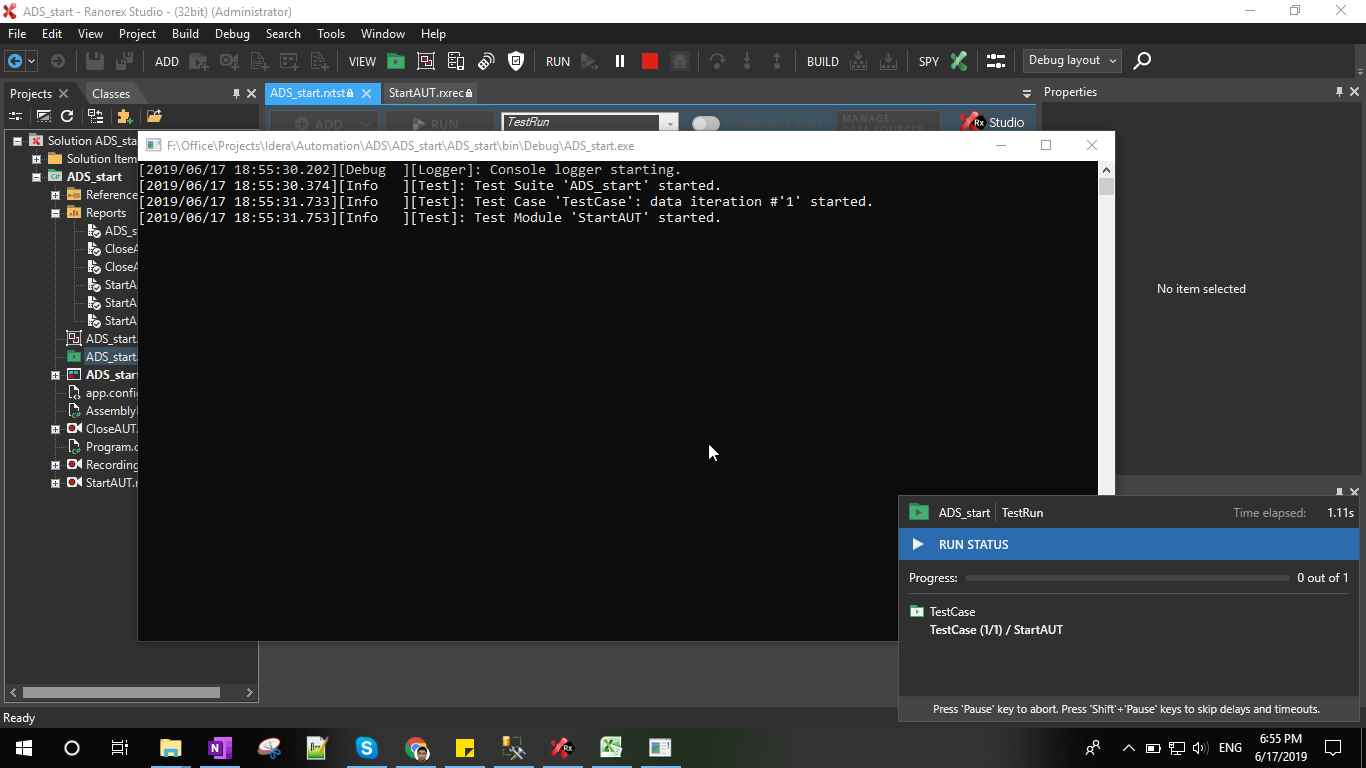 ADS_start - Ranorex Studio - (32bit) (Administrator)
File Edit View Project Build Debug Search Tools Window Help
ADD VIEW RUN BUILD SPY Debug layout
Projects Classes ADS_start.rxtst StartAUT.rxrec Properties
ADD RUN TestRun MANAGE Rx Studio
Solution ADS_sta
F:\Office\Projects\Idera\Automation\ADS\ADS_start\ADS_start\bin\Debug\ADS_start.exe
Solution Item
ADS_start
Reference
Reports
ADS_s
CloseA
CloseA
StartA
StartA
StartA
ADS_start.
ADS_start.
ADS_star
app.confi
Assembly
CloseAUT.
Program.c
Recording
StartAUT.r
[2019/06/17 18:55:30.202][Debug ][Logger]: Console logger starting.
[2019/06/17 18:55:30.374][Info ][Test]: Test Suite 'ADS_start' started.
[2019/06/17 18:55:31.733][Info ][Test]: Test Case 'TestCase': data iteration #'1' started.
[2019/06/17 18:55:31.753][Info ][Test]: Test Module 'StartAUT' started.
No item selected
ADS_start TestRun Time elapsed: 1.11s
RUN STATUS
Progress: 0 out of 1
TestCase
TestCase (1/1) / StartAUT
Press 'Pause' key to abort. Press 'Shift'+'Pause' keys to skip delays and timeouts.
Ready
ENG 6:55 PM
6/17/2019